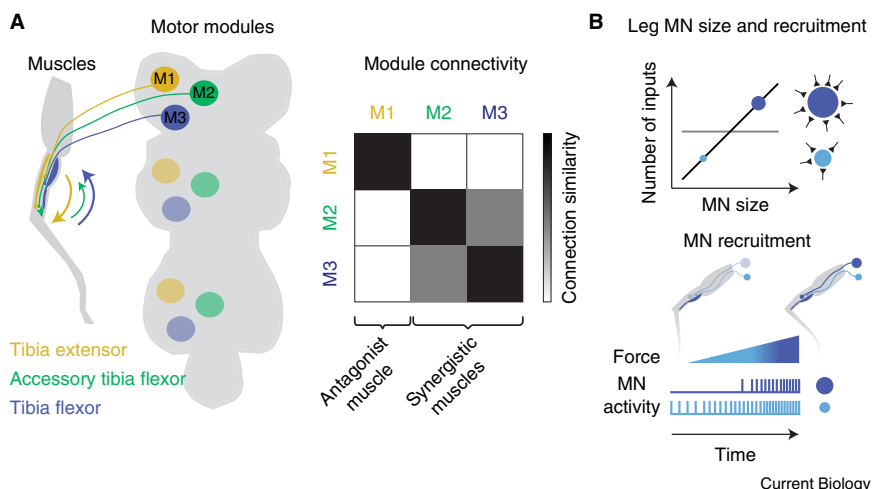 A
Motor modules
Muscles
M1
M2
M3
Tibia extensor
Accessory tibia flexor
Tibia flexor
Module connectivity
M1 M2 M3
M1
M2
M3
Connection similarity
Antagonist
muscle
Synergistic
muscles
B
Leg MN size and recruitment
Number of inputs
MN size
MN recruitment
Force
MN
activity
Time
Current Biology